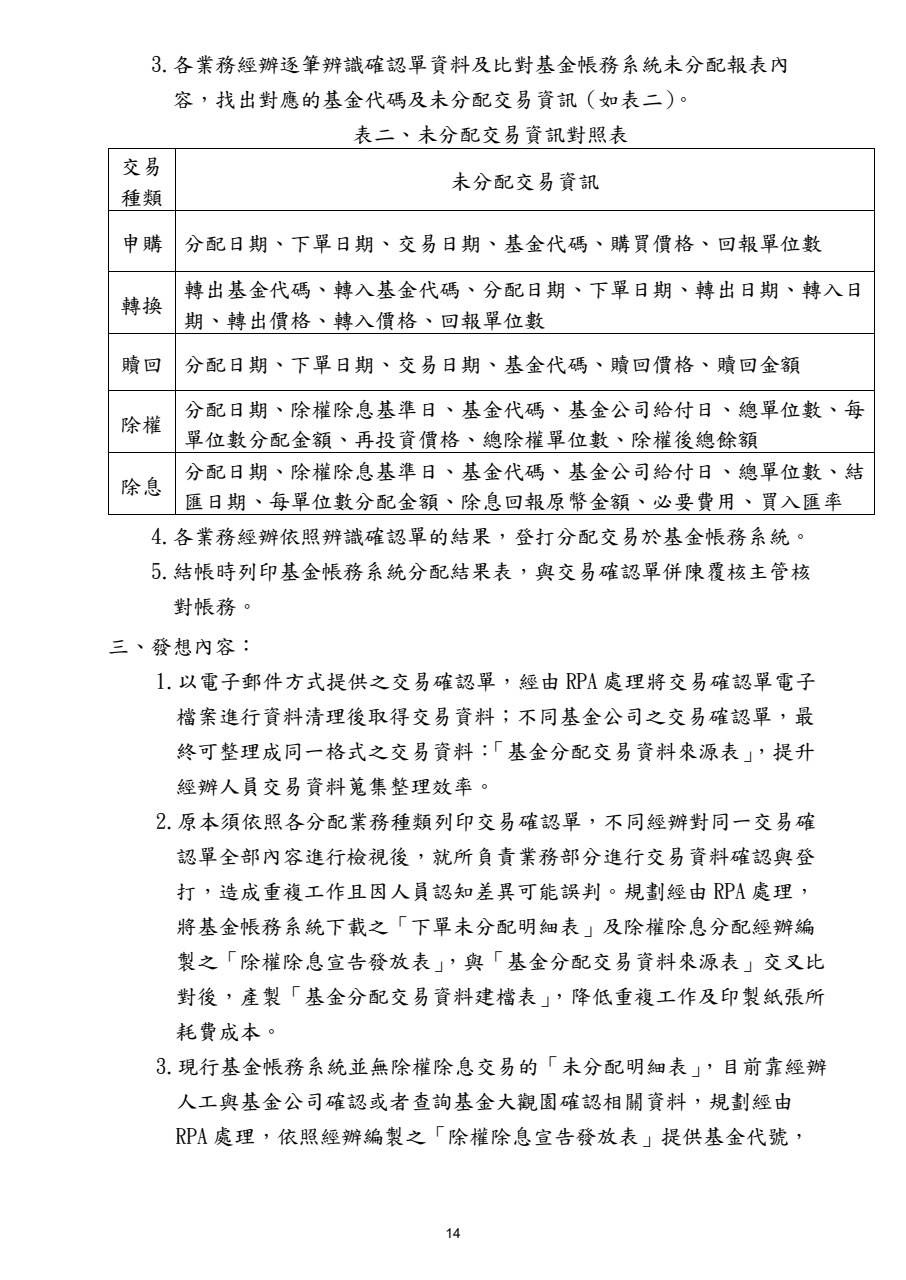 3.各業務經辦逐筆辨識確認單資料及比對基金帳務系統未分配報表內
容，找出對應的基金代碼及未分配交易資訊（如表二）。
表二、未分配交易資訊對照表
交易
種類
未分配交易資訊
申購
分配日期、下單日期、交易日期、基金代碼、購買價格、回報單位數
轉換
轉出基金代碼、轉入基金代碼、分配日期、下單日期、轉出日期、轉入日
期、轉出價格、轉入價格、回報單位數
贖回
分配日期、下單日期、交易日期、基金代碼、贖回價格、贖回金額
除權
分配日期、除權除息基準日、基金代碼、基金公司給付日、總單位數、每
單位數分配金額、再投資價格、總除權單位數、除權後總餘額
除息
分配日期、除權除息基準日、基金代碼、基金公司給付日、總單位數、結
匯日期、每單位數分配金額、除息回報原幣金額、必要費用、買入匯率
4.各業務經辦依照辨識確認單的結果，登打分配交易於基金帳務系統。
5.結帳時列印基金帳務系統分配結果表，與交易確認單併陳覆核主管核
對帳務。
三、發想內容：
1.以電子郵件方式提供之交易確認單，經由 RPA 處理將交易確認單電子
檔案進行資料清理後取得交易資料；不同基金公司之交易確認單，最
終可整理成同一格式之交易資料：「基金分配交易資料來源表」，提升
經辦人員交易資料蒐集整理效率。
2.原本須依照各分配業務種類列印交易確認單，不同經辦對同一交易確
認單全部內容進行檢視後，就所負責業務部分進行交易資料確認與登
打，造成重複工作且因人員認知差異可能誤判。規劃經由 RPA 處理，
將基金帳務系統下載之「下單未分配明細表」及除權除息分配經辦編
製之「除權除息宣告發放表」，與「基金分配交易資料來源表」交叉比
對後，產製「基金分配交易資料建檔表」，降低重複工作及印製紙張所
耗費成本。
3.現行基金帳務系統並無除權除息交易的「未分配明細表」，目前靠經辦
人工與基金公司確認或者查詢基金大觀園確認相關資料，規劃經由
RPA 處理，依照經辦編製之「除權除息宣告發放表」提供基金代號，
14